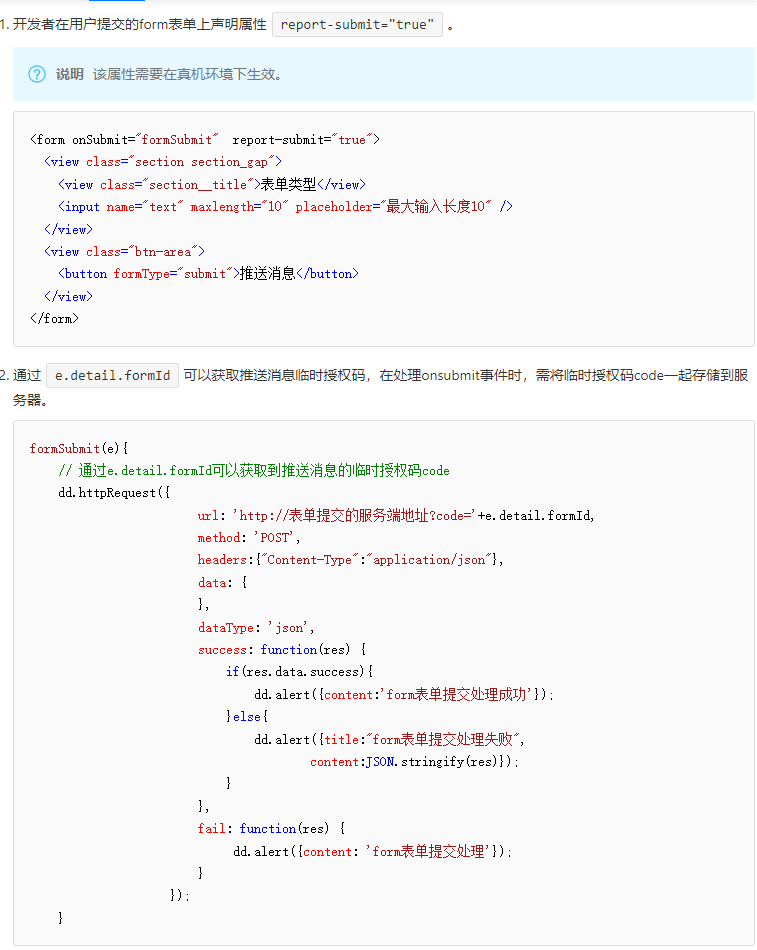 1. 开发者在用户提交的form表单上声明属性 report-submit="true" 。
说明 该属性需要在真机环境下生效。
<form onSubmit="formSubmit"  report-submit="true">
  <view class="section section_gap">
    <view class="section__title">表单类型</view>
    <input name="text" maxlength="10" placeholder="最大输入长度10" />
  </view>
  <view class="btn-area">
    <button formType="submit">推送消息</button>
  </view>
</form>
2. 通过 e.detail.formId 可以获取推送消息临时授权码，在处理onsubmit事件时，需将临时授权码code一起存储到服
务器。
formSubmit(e){
    // 通过e.detail.formId可以获取到推送消息的临时授权码code
    dd.httpRequest({
                        url: 'http://表单提交的服务端地址?code='+e.detail.formId,
                        method: 'POST',
                        headers:{"Content-Type":"application/json"},
                        data: {
                        },
                        dataType: 'json',
                        success: function(res) {
                            if(res.data.success){
                                dd.alert({content:'form表单提交处理成功'});
                            }else{
                                dd.alert({title:"form表单提交处理失败",
                                        content:JSON.stringify(res)});
                            }
                        },
                        fail: function(res) {
                             dd.alert({content: 'form表单提交处理'});
                        }
                    });
    }